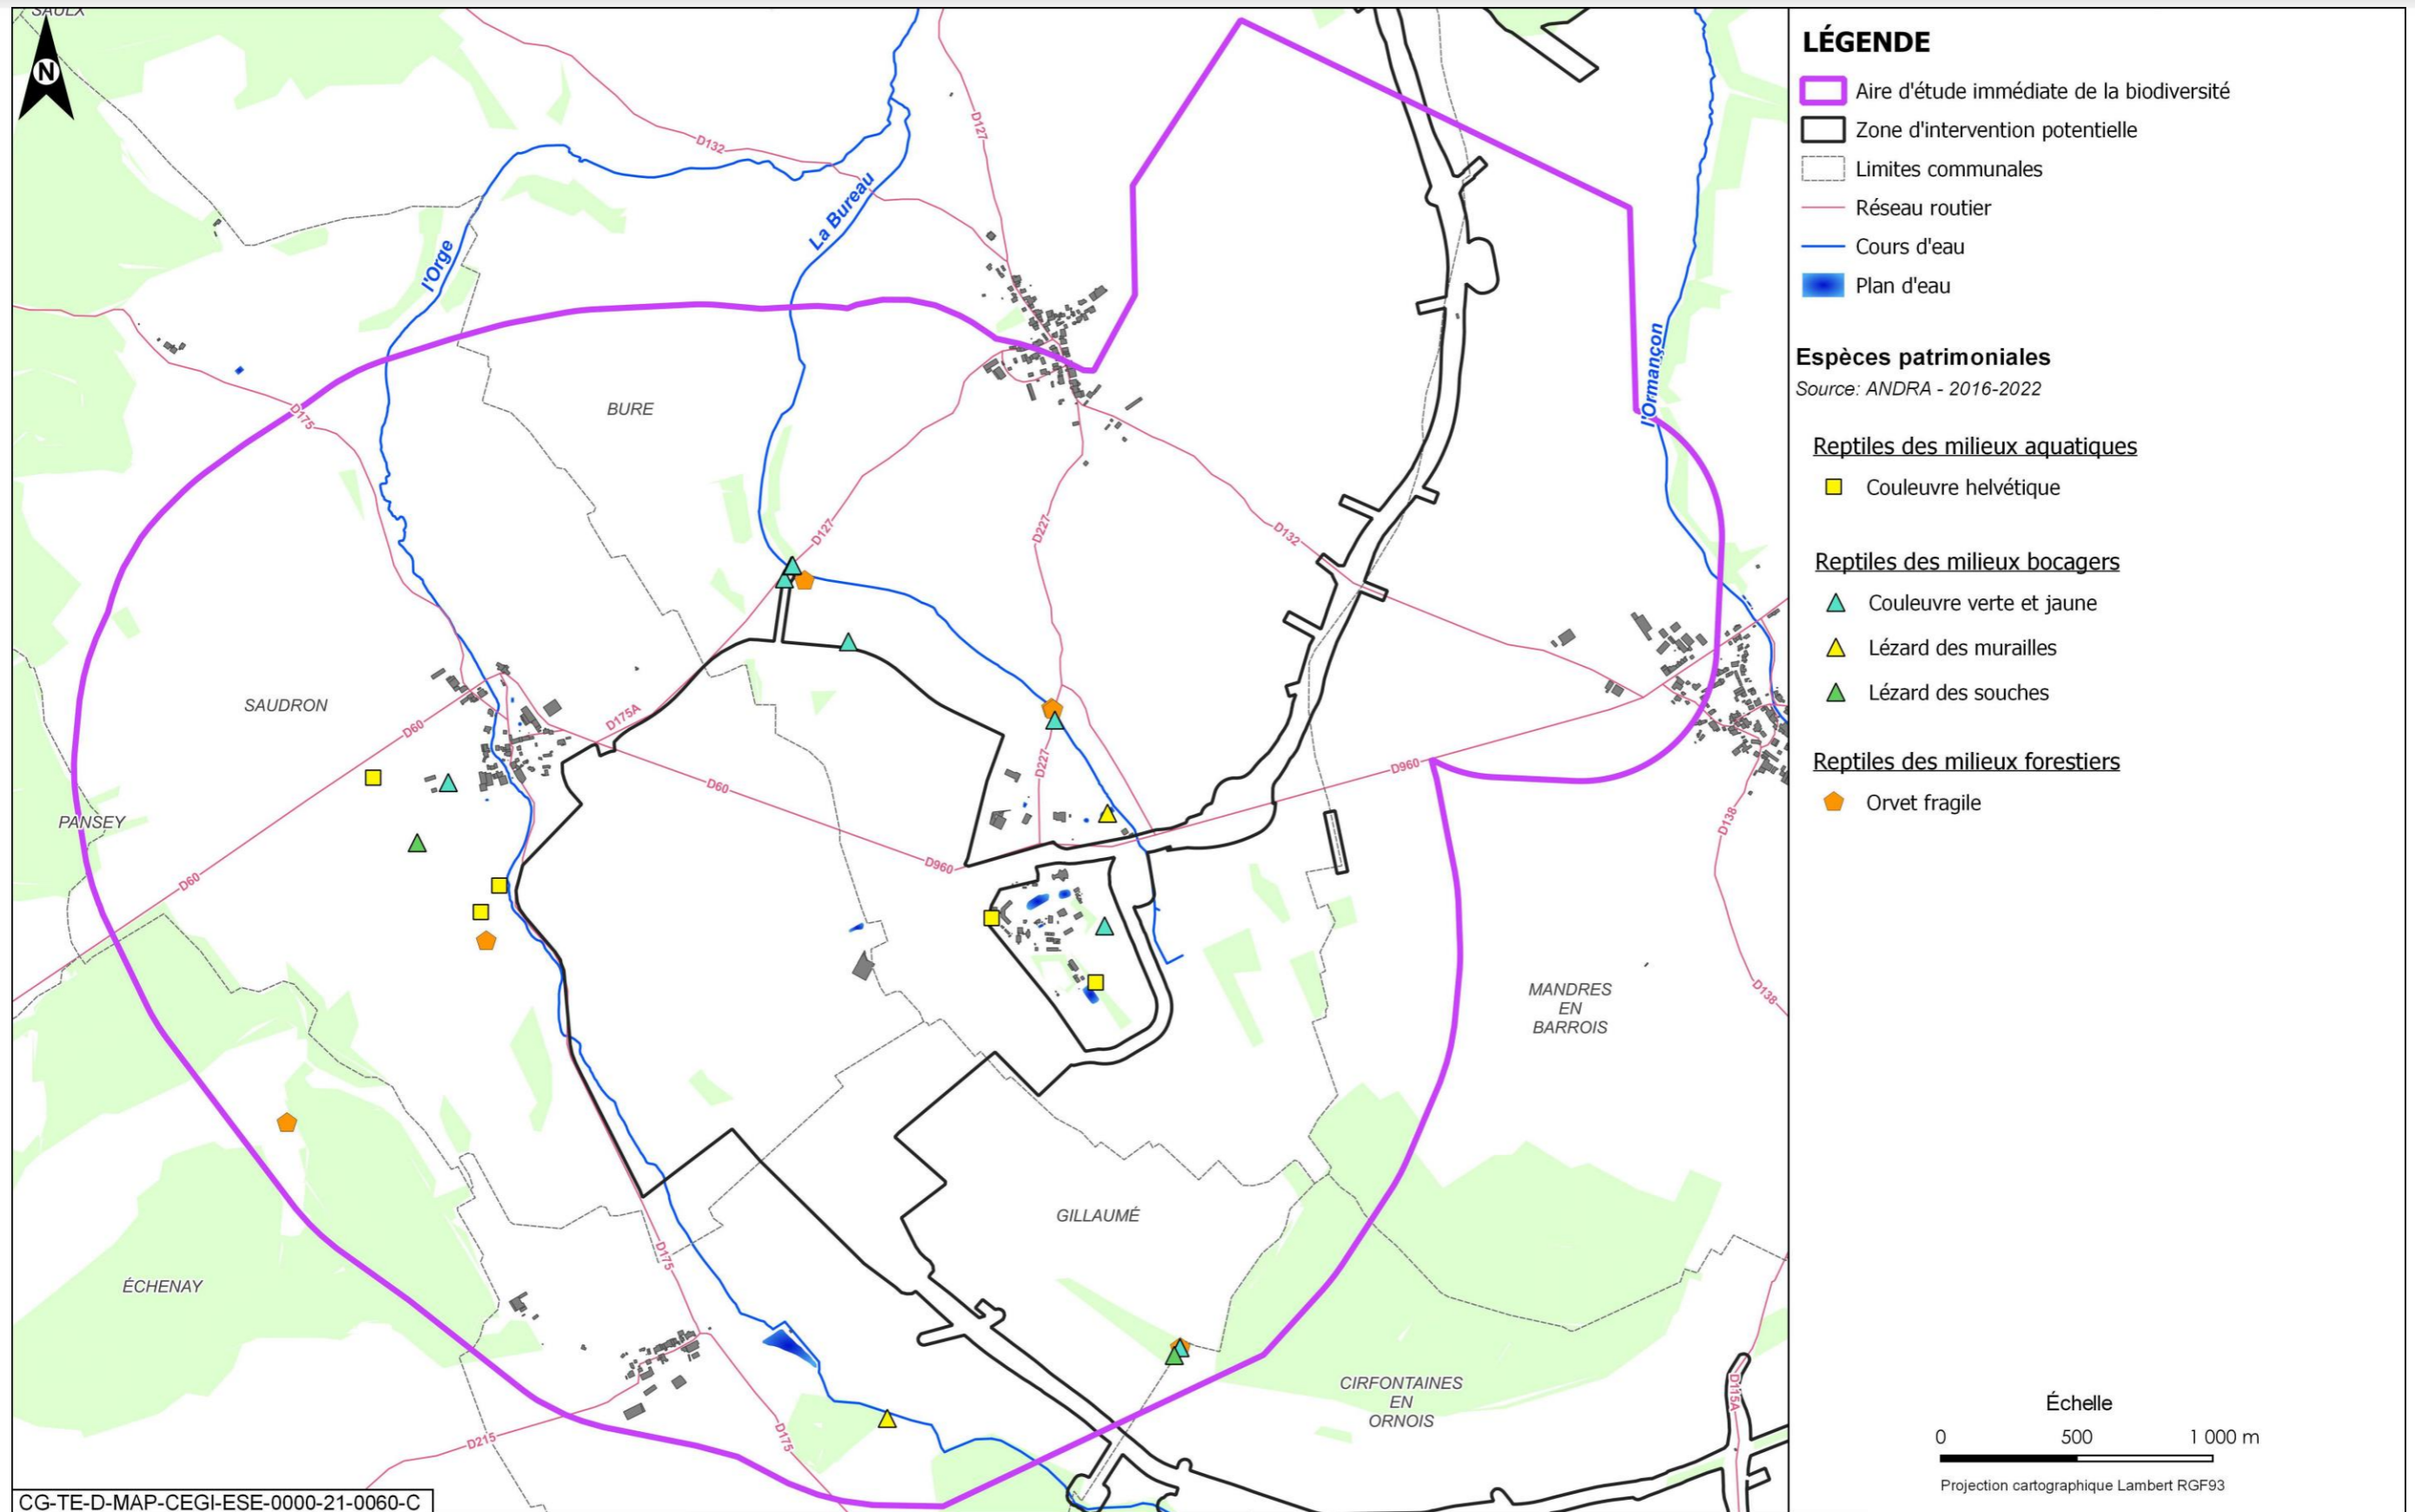 SAULX
N
D132
D127
La Bureau
l'Orge
D175
BURE
l'Ormançon
D127
D227
D132
SAUDRON
D60
D175A
D60
D227
D960
PANSEY
D60
D960
D138
D138
MANDRES
EN
BARROIS
GILLAUMÉ
D175
ÉCHENAY
CIRFONTAINES
EN
ORNOIS
D115A
D215
D175
CG-TE-D-MAP-CEGI-ESE-0000-21-0060-C
LÉGENDE
Aire d'étude immédiate de la biodiversité
Zone d'intervention potentielle
Limites communales
Réseau routier
Cours d'eau
Plan d'eau
Espèces patrimoniales
Source: ANDRA - 2016-2022
Reptiles des milieux aquatiques
Couleuvre helvétique
Reptiles des milieux bocagers
Couleuvre verte et jaune
Lézard des murailles
Lézard des souches
Reptiles des milieux forestiers
Orvet fragile
Échelle
0 500 1 000 m
Projection cartographique Lambert RGF93